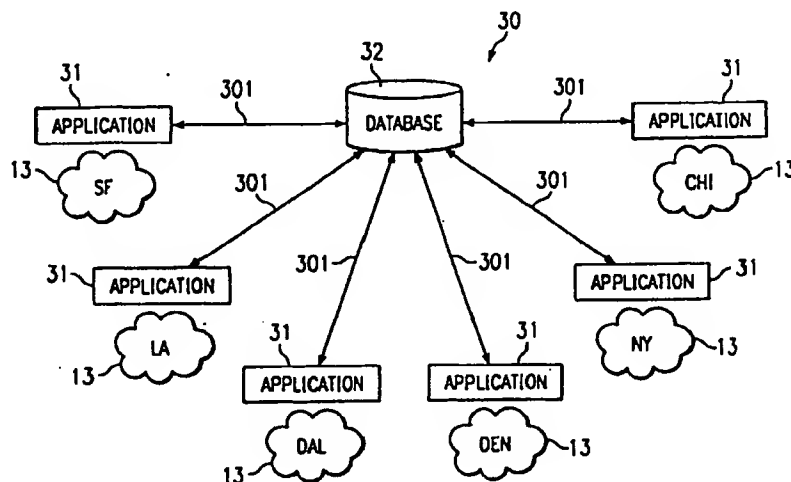 30
32
31
301
301
31
APPLICATION
DATABASE
APPLICATION
13
SF
301
301
CHI
13
31
301
301
31
APPLICATION
APPLICATION
13
LA
31
31
NY
13
APPLICATION
APPLICATION
13
DAL
DEN
13